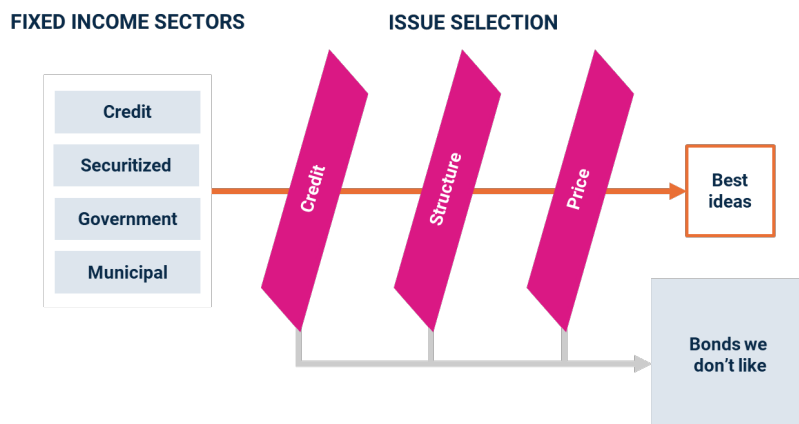 FIXED INCOME SECTORS
ISSUE SELECTION
Credit
Securitized
Government
Municipal
Credit
Structure
Price
Best
ideas
Bonds we
don’t like